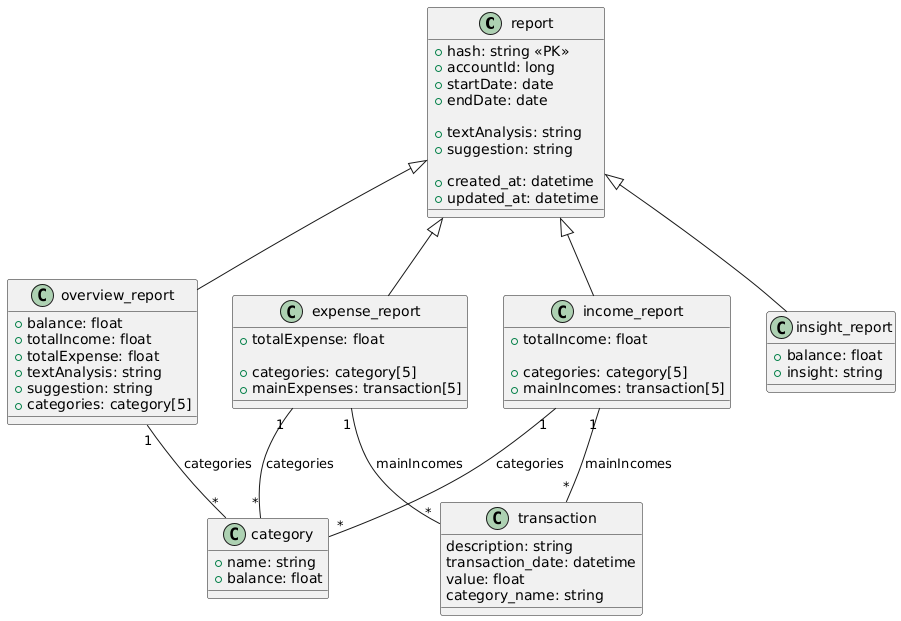 C report
+ hash: string «PK»
+ accountId: long
+ startDate: date
+ endDate: date
+ textAnalysis: string
+ suggestion: string
+ created_at: datetime
+ updated_at: datetime
C overview_report
+ balance: float
+ totalIncome: float
+ totalExpense: float
+ textAnalysis: string
+ suggestion: string
+ categories: category[5]
C expense_report
+ totalExpense: float
+ categories: category[5]
+ mainExpenses: transaction[5]
C income_report
+ totalIncome: float
+ categories: category[5]
+ mainIncomes: transaction[5]
C insight_report
+ balance: float
+ insight: string
1
1
1
1
1
categories
categories
mainIncomes
categories
mainIncomes
*
*
*
*
*
C category
+ name: string
+ balance: float
C transaction
description: string
transaction_date: datetime
value: float
category_name: string